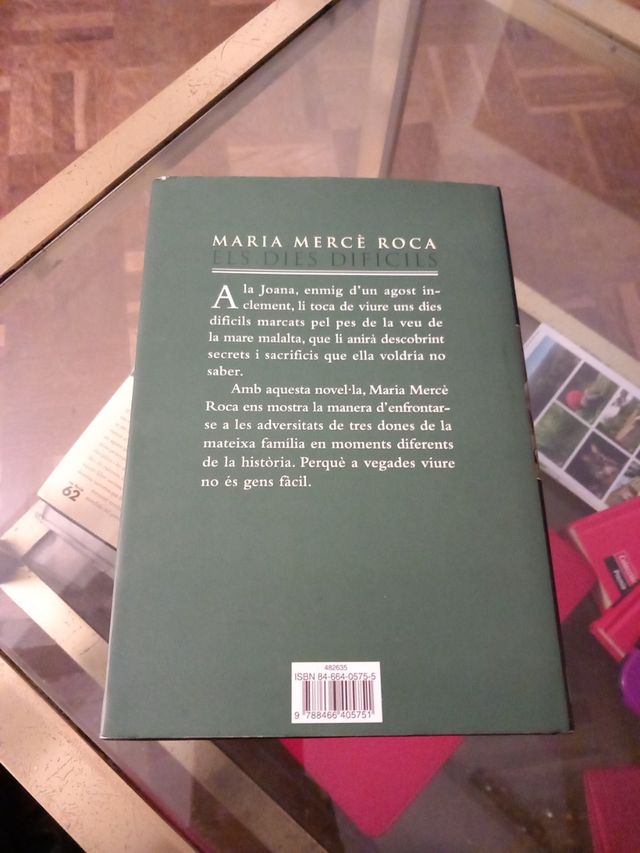 MARIA MERCÈ ROCA
ELS DIES DIFÍCILS
A la Joana, enmig d'un agost in-
clement, li toca de viure uns dies
difícils marcats pel pes de la veu de
la mare malalta, que li anirà descobrint
secrets i sacrificis que ella voldria no
saber.
Amb aquesta novel·la, Maria Mercè
Roca ens mostra la manera d'enfrontar-
se a les adversitats de tres dones de la
mateixa família en moments diferents
de la història. Perquè a vegades viure
no és gens fàcil.
482635
ISBN 84-664-0575-5
9 788466 405751
62